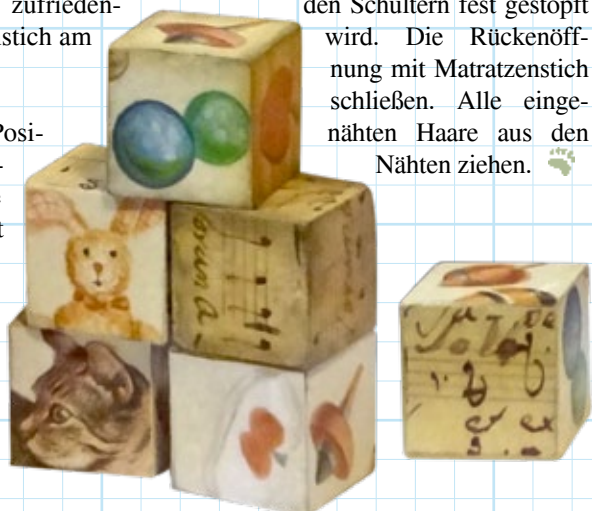 zufrieden-
stich am
Posi-
t
den Schultern fest gestopft
wird. Die Rückenöff-
nung mit Matratzenstich
schließen. Alle einge-
nähten Haare aus den
Nähten ziehen.